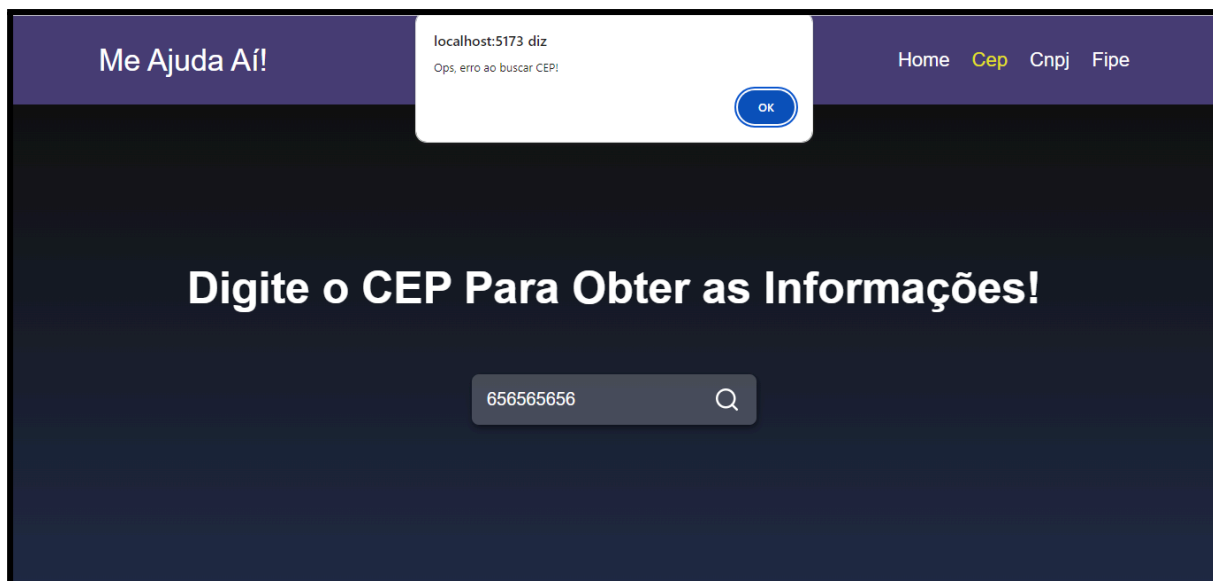 Me Ajuda Aí!
localhost:5173 diz
Ops, erro ao buscar CEP!
OK
Home Cep Cnpj Fipe
Digite o CEP Para Obter as Informações!
656565656